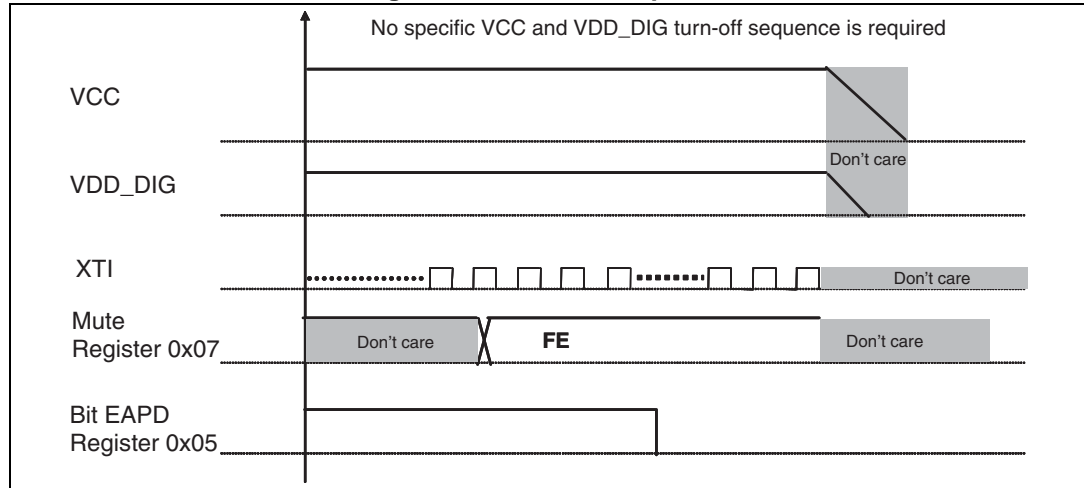 No specific VCC and VDD_DIG turn-off sequence is required
VCC
Don't care
VDD_DIG
XTI
Don't care
Mute
Register 0x07
Don't care
FE
Don't care
Bit EAPD
Register 0x05